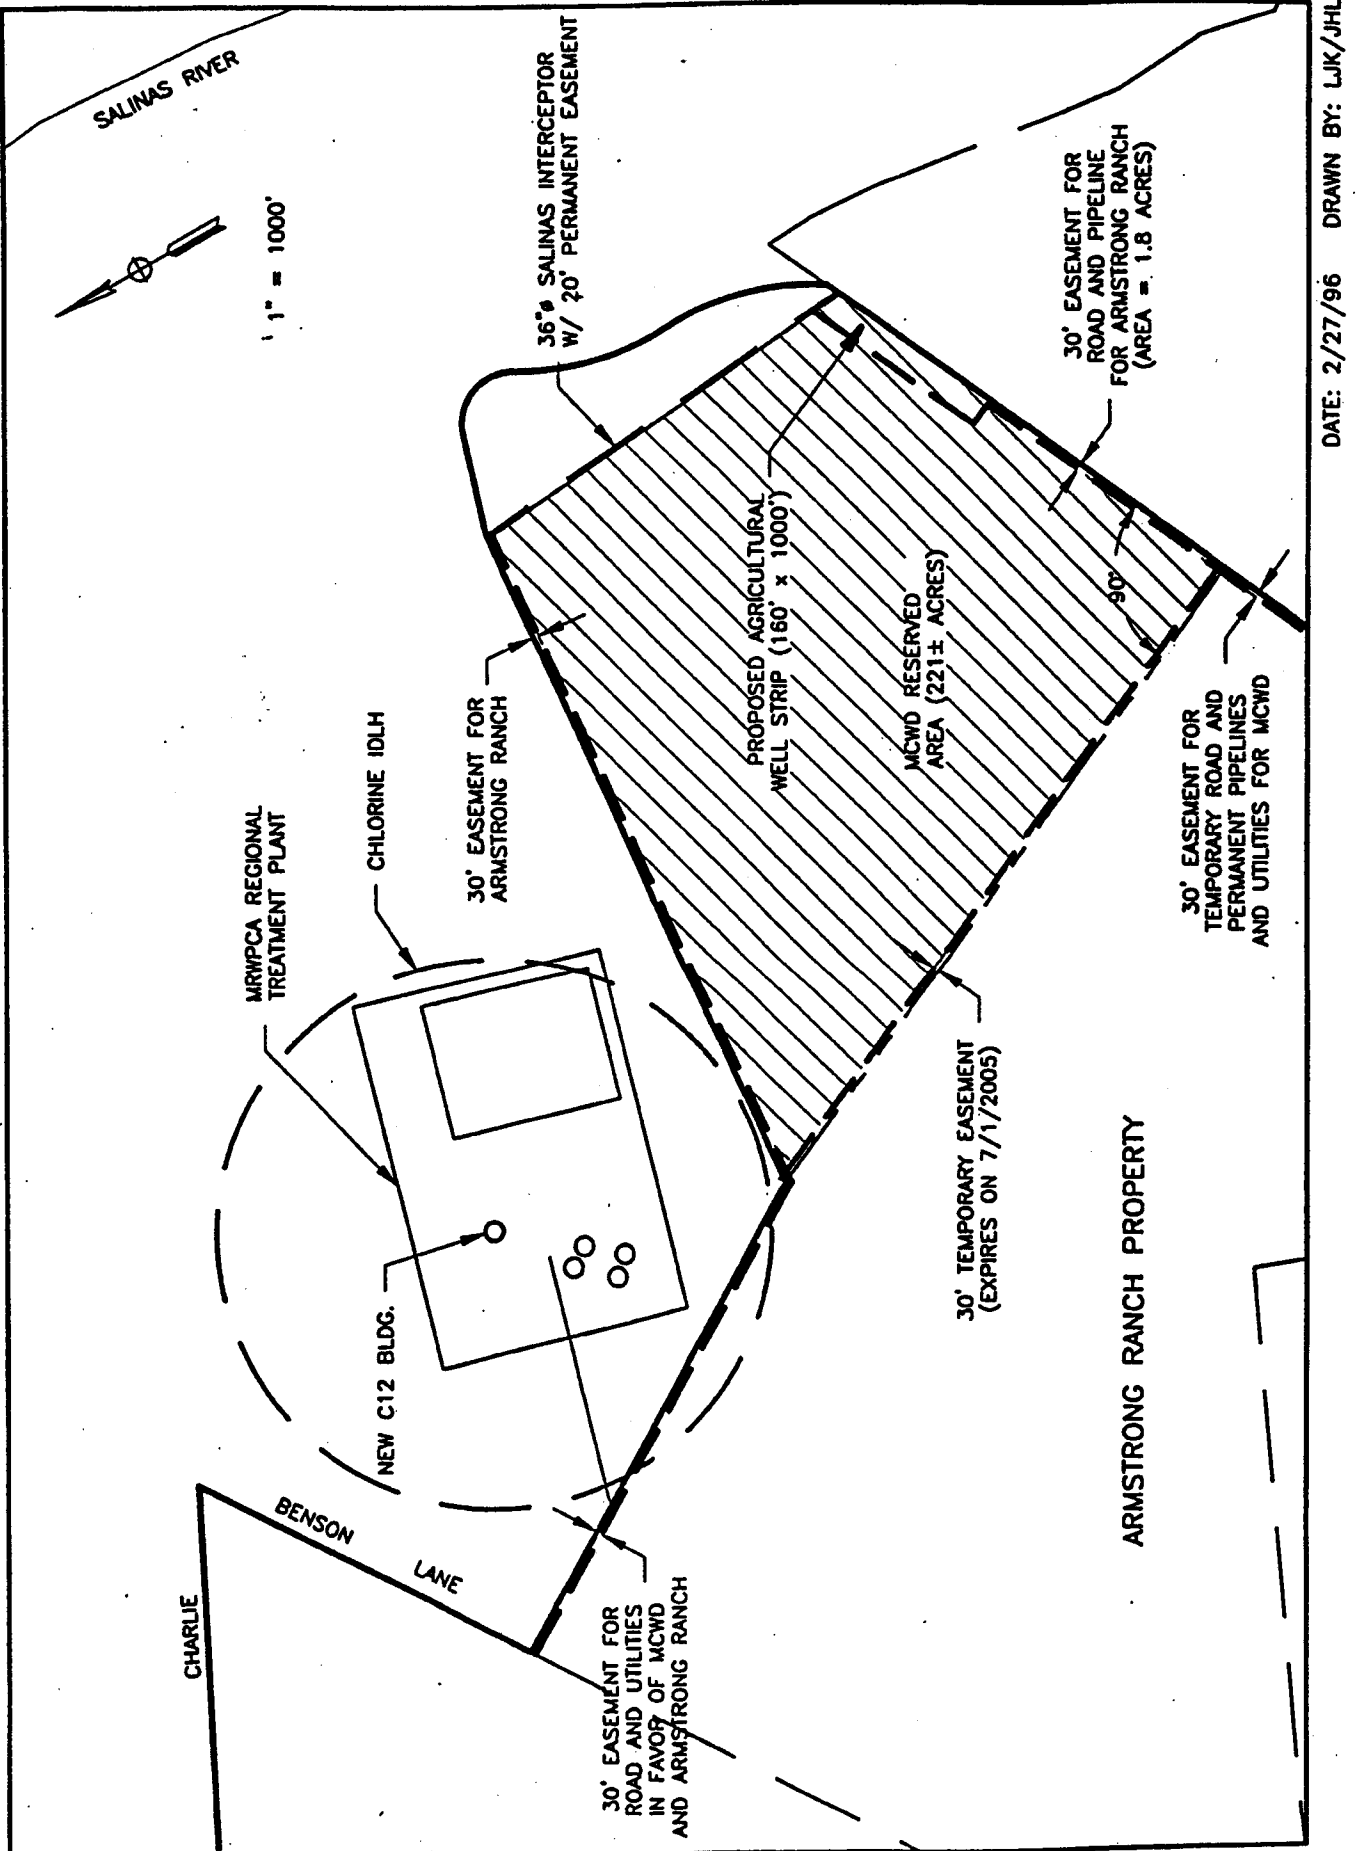 SALINAS RIVER
1" = 1000'
36"ø SALINAS INTERCEPTOR
W/ 20' PERMANENT EASEMENT
30' EASEMENT FOR
ROAD AND PIPELINE
FOR ARMSTRONG RANCH
(AREA = 1.8 ACRES)
MRWPCA REGIONAL
TREATMENT PLANT
CHLORINE IDLH
30' EASEMENT FOR
ARMSTRONG RANCH
PROPOSED AGRICULTURAL
WELL STRIP (160' x 1000')
MCWD RESERVED
AREA (221± ACRES)
90°
30' EASEMENT FOR
TEMPORARY ROAD AND
PERMANENT PIPELINES
AND UTILITIES FOR MCWD
NEW C12 BLDG.
30' TEMPORARY EASEMENT
(EXPIRES ON 7/1/2005)
CHARLIE
BENSON
LANE
30' EASEMENT FOR
ROAD AND UTILITIES
IN FAVOR OF MCWD
AND ARMSTRONG RANCH
ARMSTRONG RANCH PROPERTY
DATE: 2/27/96 DRAWN BY: LJK/JHL